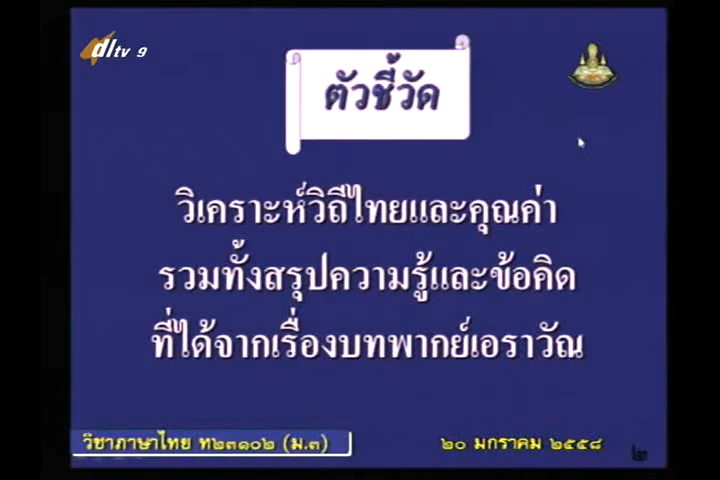 dltv 9
ตัวชี้วัด
วิเคราะห์วิถีไทยและคุณค่า
รวมทั้งสรุปความรู้และข้อคิด
ที่ได้จากเรื่องบทพากย์เอราวัณ
วิชาภาษาไทย ท๒๓๑๐๒ (ม.๓)
๒๐ มกราคม ๒๕๕๘
๒